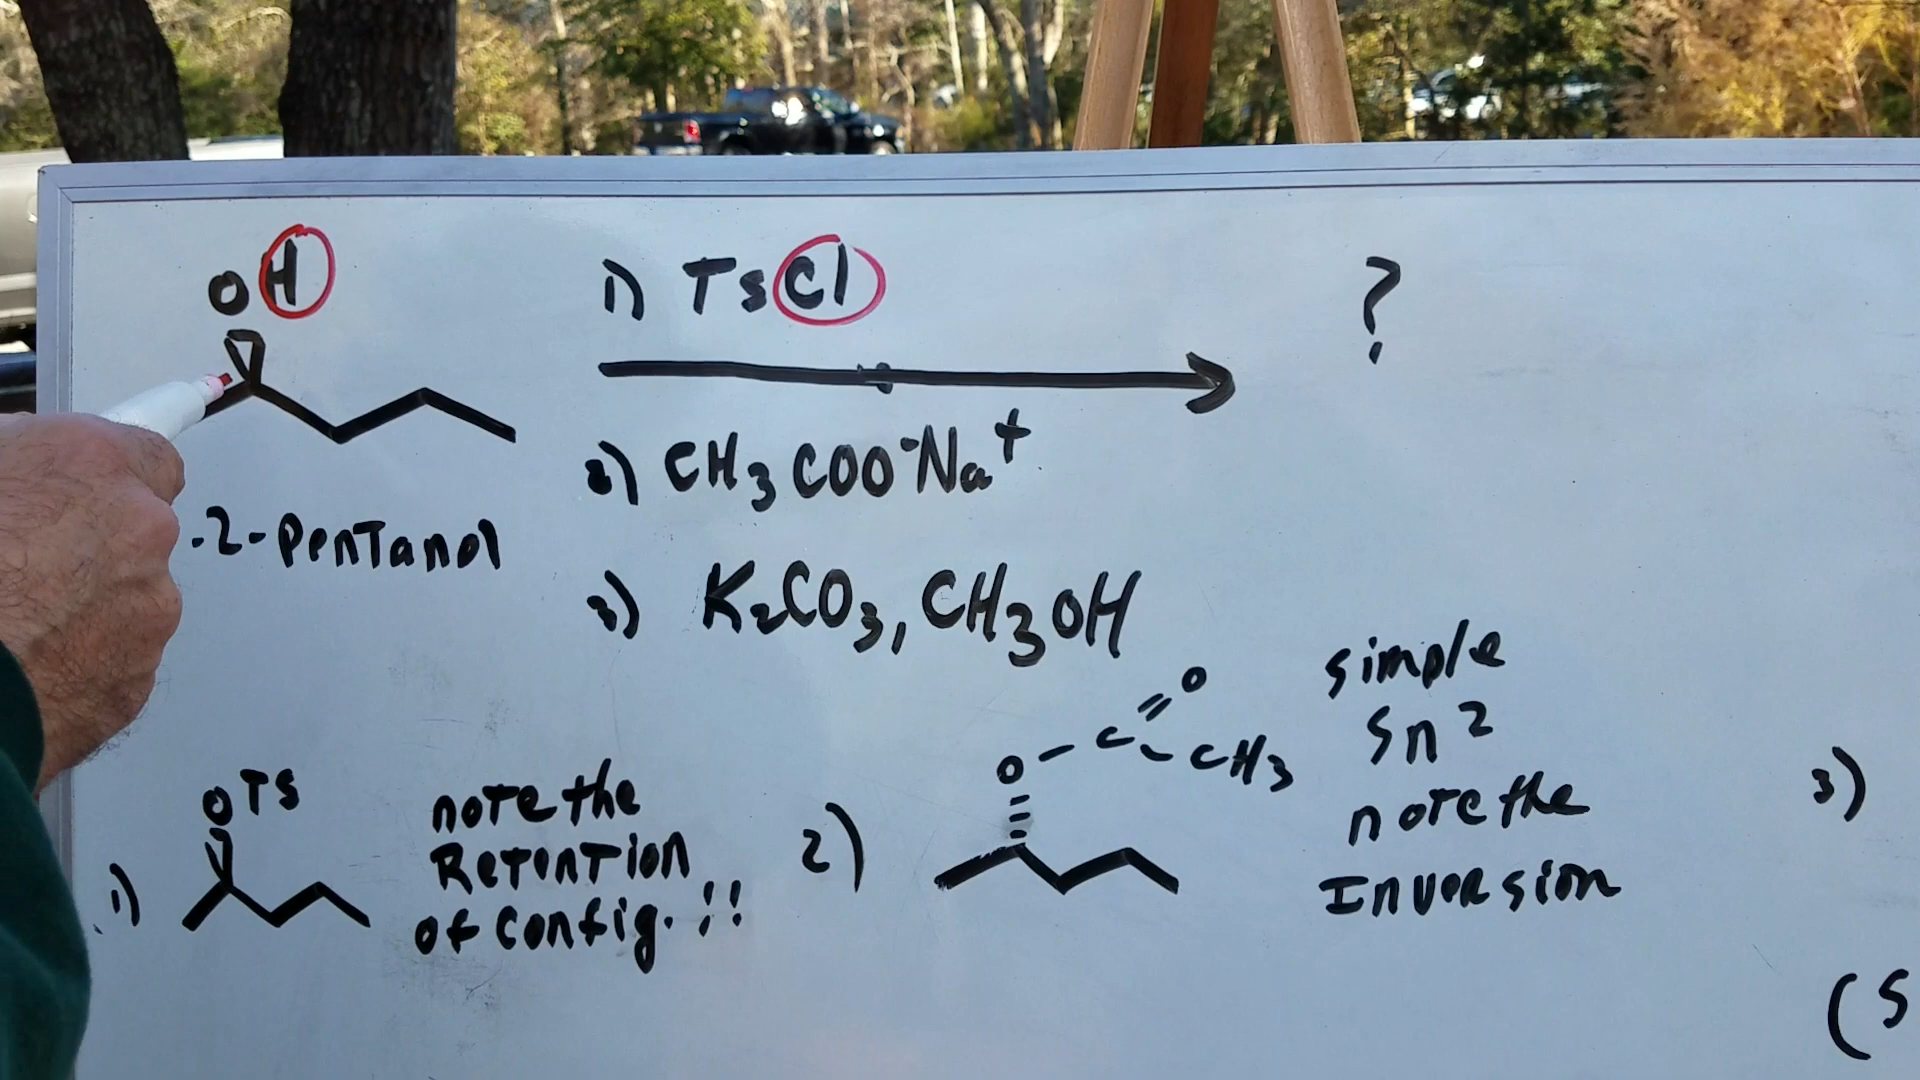 OH
1) TsCl
?
2) CH3COO-Na+
-2-Pentanol
3) K2CO3, CH3OH
O-C=O
-CH3
simple
Sn2
note the
Inversion
OTS
1)
note the
Retention
of config. !!
2)
3)
(S